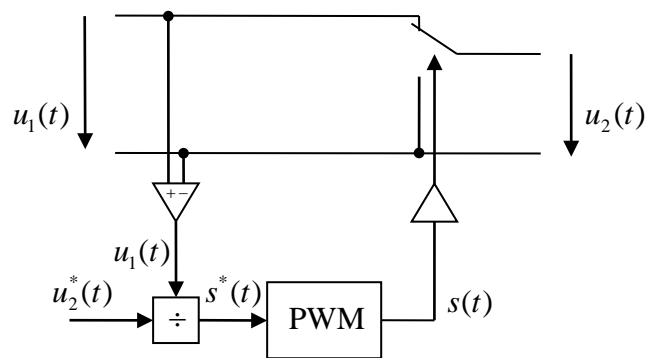 u₁(t)
u₂(t)
+ −
u₁(t)
u₂*(t)
s*(t)
÷
PWM
s(t)